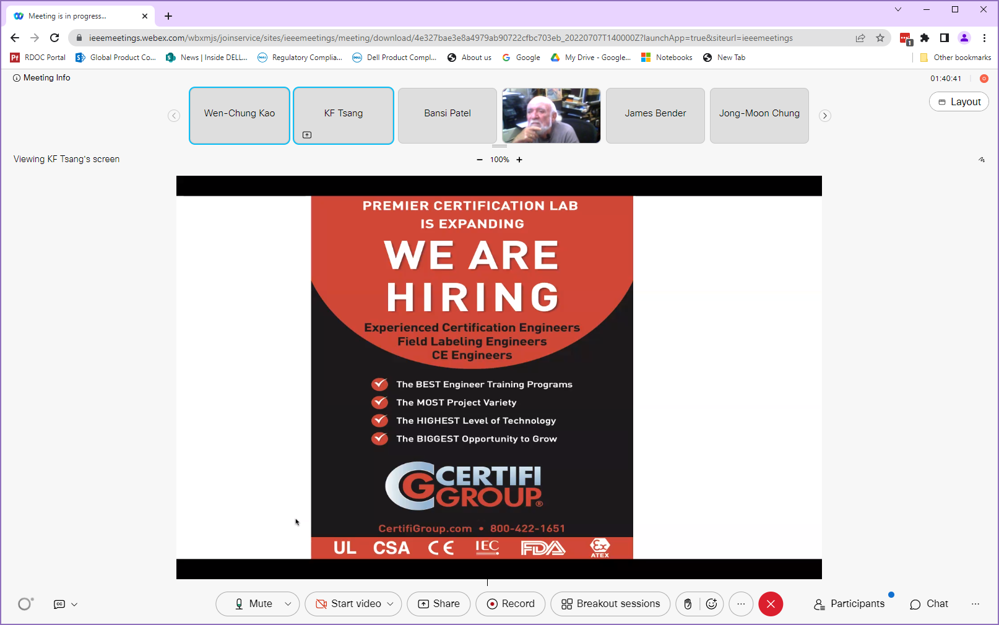 Meeting is in progress...
ieeemeetings.webex.com/wbxmjs/joinservice/sites/ieeemeetings/meeting/download/4e327bae3e8a4979ab90722cfbc703eb_20220707T140000Z?launchApp=true&siteurl=ieeemeetings
1
Pf RDOC Portal
Global Product Co...
News | Inside DELL...
Regulatory Complia...
Dell Product Compl...
About us
Google
My Drive - Google...
Notebooks
New Tab
Other bookmarks
Meeting Info
01:40:41
Layout
Wen-Chung Kao
KF Tsang
Bansi Patel
James Bender
Jong-Moon Chung
Viewing KF Tsang's screen
100%
PREMIER CERTIFICATION LAB
IS EXPANDING
WE ARE
HIRING
Experienced Certification Engineers
Field Labeling Engineers
CE Engineers
The BEST Engineer Training Programs
The MOST Project Variety
The HIGHEST Level of Technology
The BIGGEST Opportunity to Grow
CERTIFI
GROUP®
CertifiGroup.com • 800-422-1651
UL CSA CE IEC FDA Ex
ATEX
CC
Mute
Start video
Share
Record
Breakout sessions
Participants
Chat